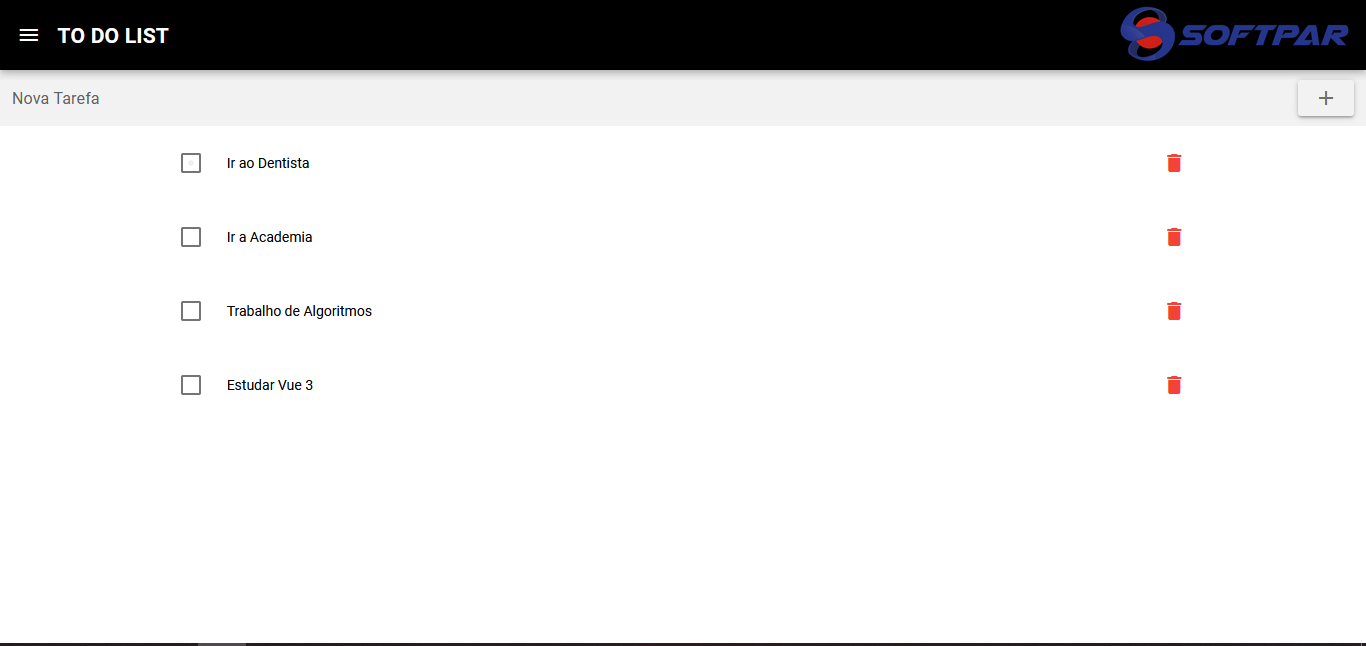 TO DO LIST
SOFTPAR
Nova Tarefa
Ir ao Dentista
Ir a Academia
Trabalho de Algoritmos
Estudar Vue 3